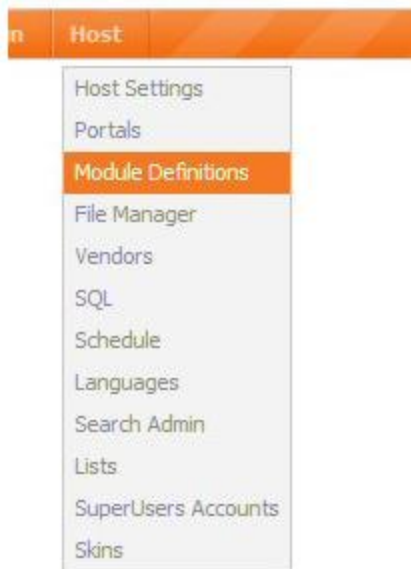 n Host
Host Settings
Portals
Module Definitions
File Manager
Vendors
SQL
Schedule
Languages
Search Admin
Lists
SuperUsers Accounts
Skins